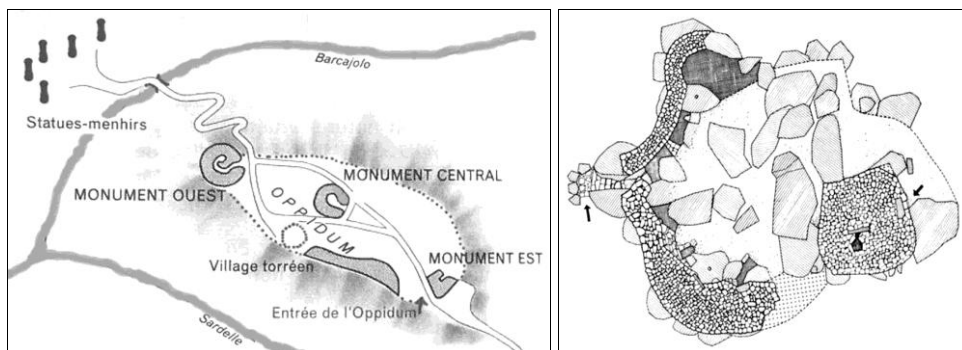 Barcajolo
Statues-menhirs
MONUMENT OUEST
MONUMENT CENTRAL
OPPIDUM
Village torréen
MONUMENT EST
Entrée de l'Oppidum
Sardelle